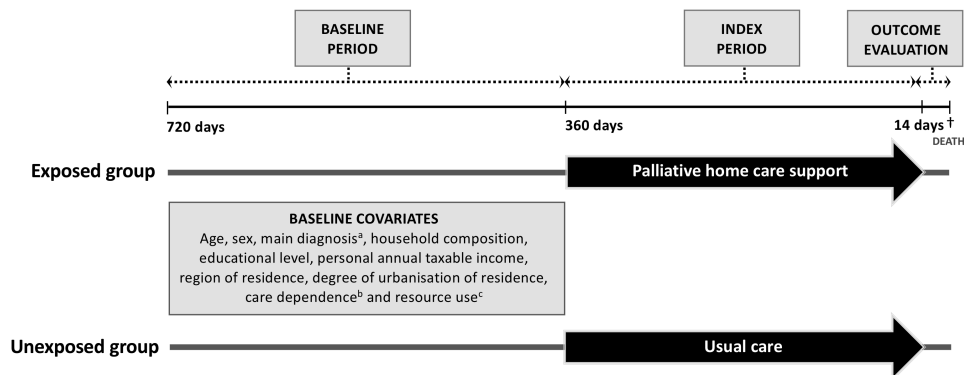 BASELINE
PERIOD
INDEX
PERIOD
OUTCOME
EVALUATION
720 days
360 days
14 days †
DEATH
Exposed group
Palliative home care support
BASELINE COVARIATES
Age, sex, main diagnosisᵃ, household composition,
educational level, personal annual taxable income,
region of residence, degree of urbanisation of residence,
care dependenceᵇ and resource useᶜ
Unexposed group
Usual care